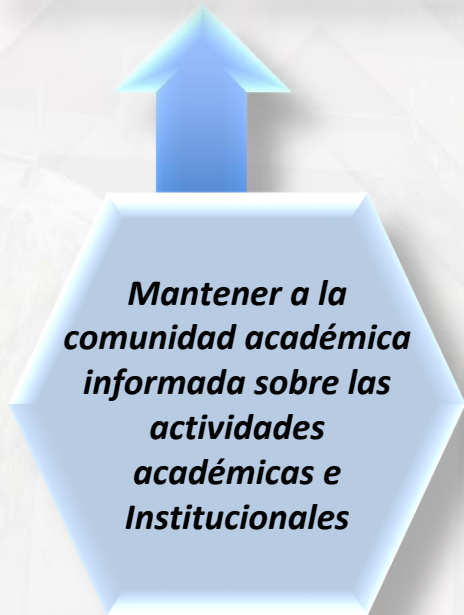 Mantener a la
comunidad académica
informada sobre las
actividades
académicas e
Institucionales